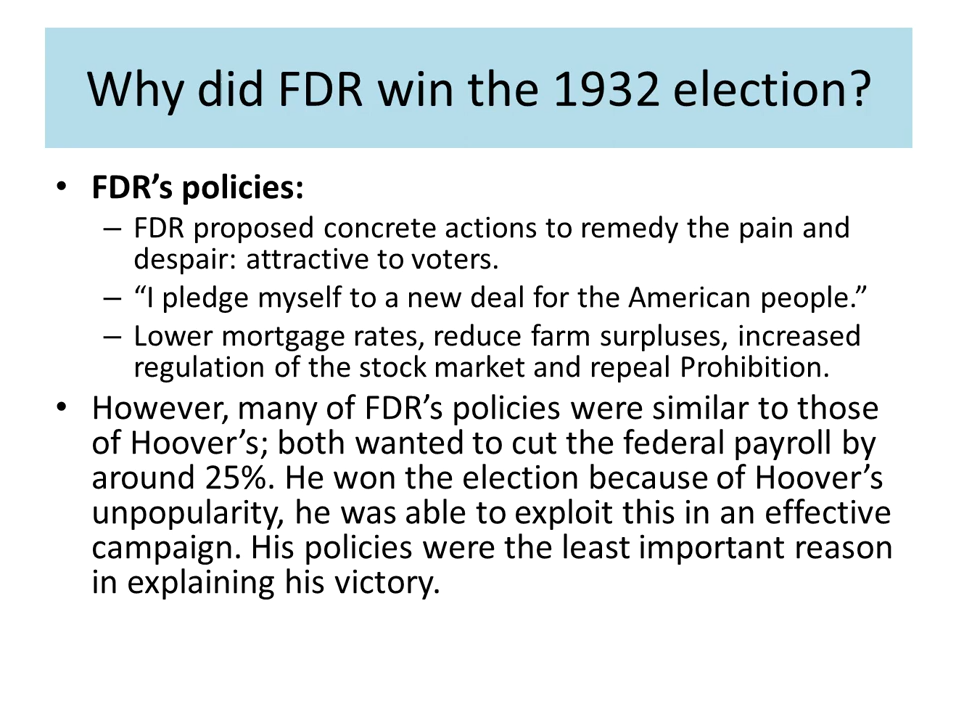 Why did FDR win the 1932 election?
• FDR’s policies:
– FDR proposed concrete actions to remedy the pain and
despair: attractive to voters.
– “I pledge myself to a new deal for the American people.”
– Lower mortgage rates, reduce farm surpluses, increased
regulation of the stock market and repeal Prohibition.
• However, many of FDR’s policies were similar to those
of Hoover’s; both wanted to cut the federal payroll by
around 25%. He won the election because of Hoover’s
unpopularity, he was able to exploit this in an effective
campaign. His policies were the least important reason
in explaining his victory.